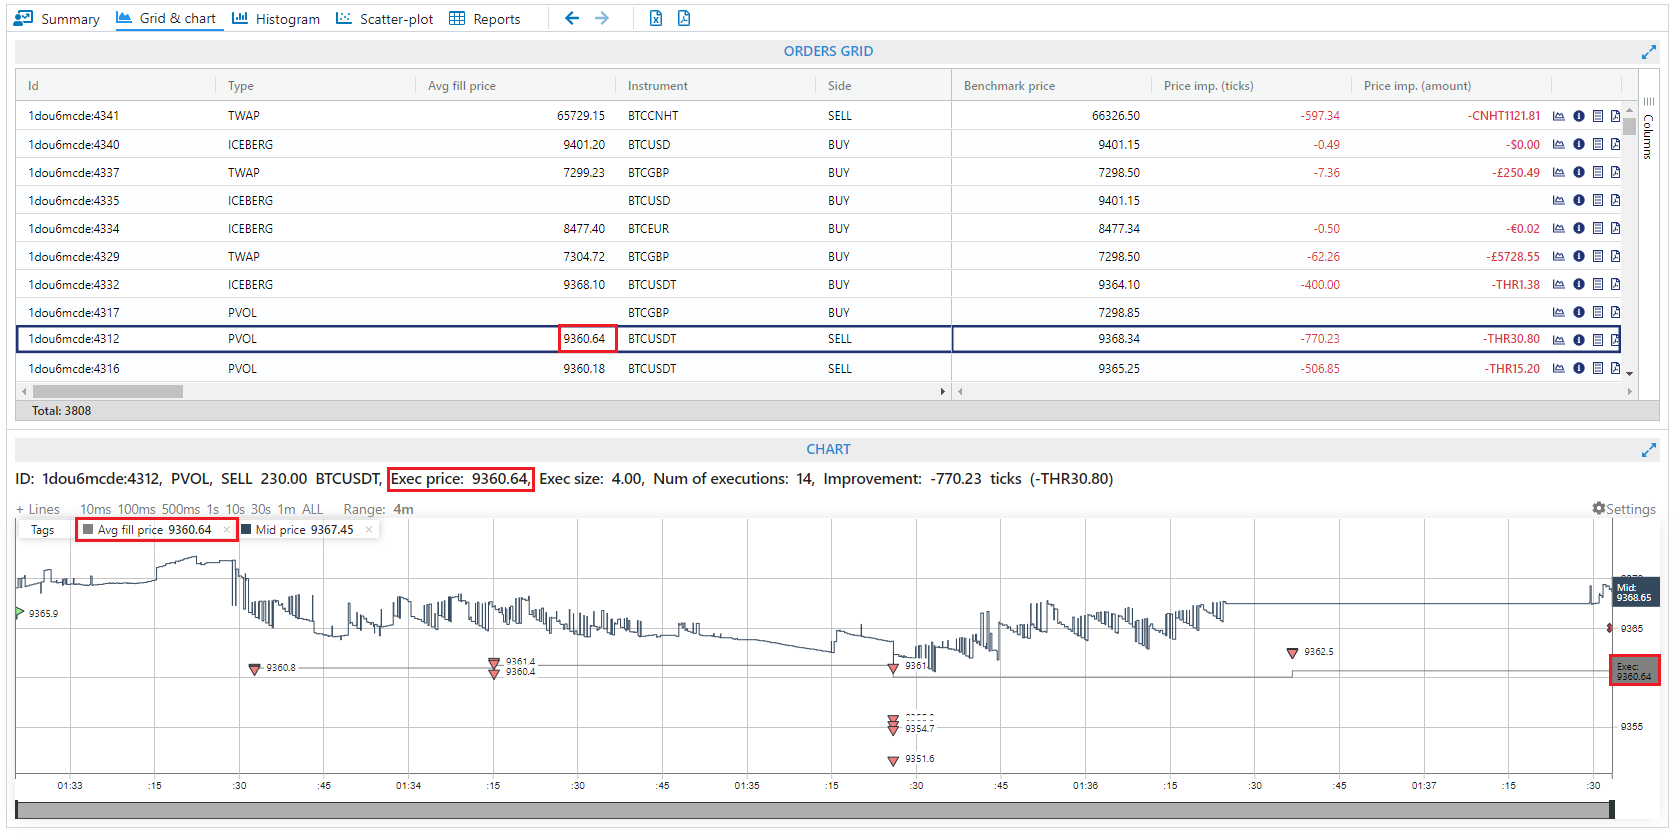 Summary Grid & chart Histogram Scatter-plot Reports
ORDERS GRID
Id Type Avg fill price Instrument Side Benchmark price Price imp. (ticks) Price imp. (amount)
1dou6mcde:4341 TWAP 65729.15 BTCCNHT SELL 66326.50 -597.34 -CNHT1121.81
1dou6mcde:4340 ICEBERG 9401.20 BTCUSD BUY 9401.15 -0.49 -$0.00
1dou6mcde:4337 TWAP 7299.23 BTCGBP BUY 7298.50 -7.36 -£250.49
1dou6mcde:4335 ICEBERG BTCUSD BUY 9401.15
1dou6mcde:4334 ICEBERG 8477.40 BTCEUR BUY 8477.34 -0.50 -€0.02
1dou6mcde:4329 TWAP 7304.72 BTCGBP BUY 7298.50 -62.26 -£5728.55
1dou6mcde:4332 ICEBERG 9368.10 BTCUSDT BUY 9364.10 -400.00 -THR1.38
1dou6mcde:4317 PVOL BTCGBP BUY 7298.85
1dou6mcde:4312 PVOL 9360.64 BTCUSDT SELL 9368.34 -770.23 -THR30.80
1dou6mcde:4316 PVOL 9360.18 BTCUSDT SELL 9365.25 -506.85 -THR15.20
Columns
Total: 3808
CHART
ID: 1dou6mcde:4312, PVOL, SELL 230.00 BTCUSDT, Exec price: 9360.64, Exec size: 4.00, Num of executions: 14, Improvement: -770.23 ticks (-THR30.80)
+ Lines 10ms 100ms 500ms 1s 10s 30s 1m ALL Range: 4m Settings
Tags Avg fill price 9360.64 × Mid price 9367.45 ×
Mid:
9368.65
9365.9
9365
9362.5
9361.4
9360.8
9361
9360.4
Exec:
9360.64
9354.7
9355
9351.6
01:33 :15 :30 :45 01:34 :15 :30 :45 01:35 :15 :30 :45 01:36 :15 :30 :45 01:37 :15 :30